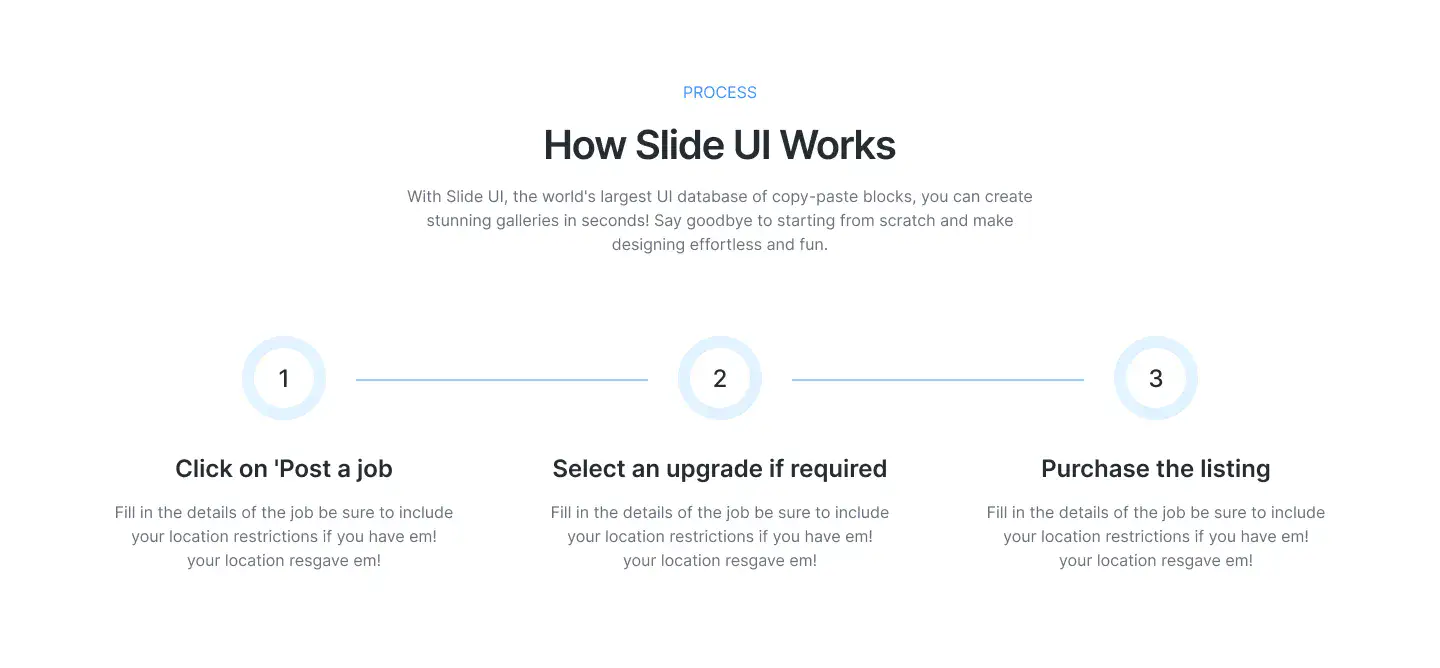 PROCESS
How Slide UI Works
With Slide UI, the world's largest UI database of copy-paste blocks, you can create
stunning galleries in seconds! Say goodbye to starting from scratch and make
designing effortless and fun.
1
2
3
Click on 'Post a job
Fill in the details of the job be sure to include
your location restrictions if you have em!
your location resgave em!
Select an upgrade if required
Fill in the details of the job be sure to include
your location restrictions if you have em!
your location resgave em!
Purchase the listing
Fill in the details of the job be sure to include
your location restrictions if you have em!
your location resgave em!